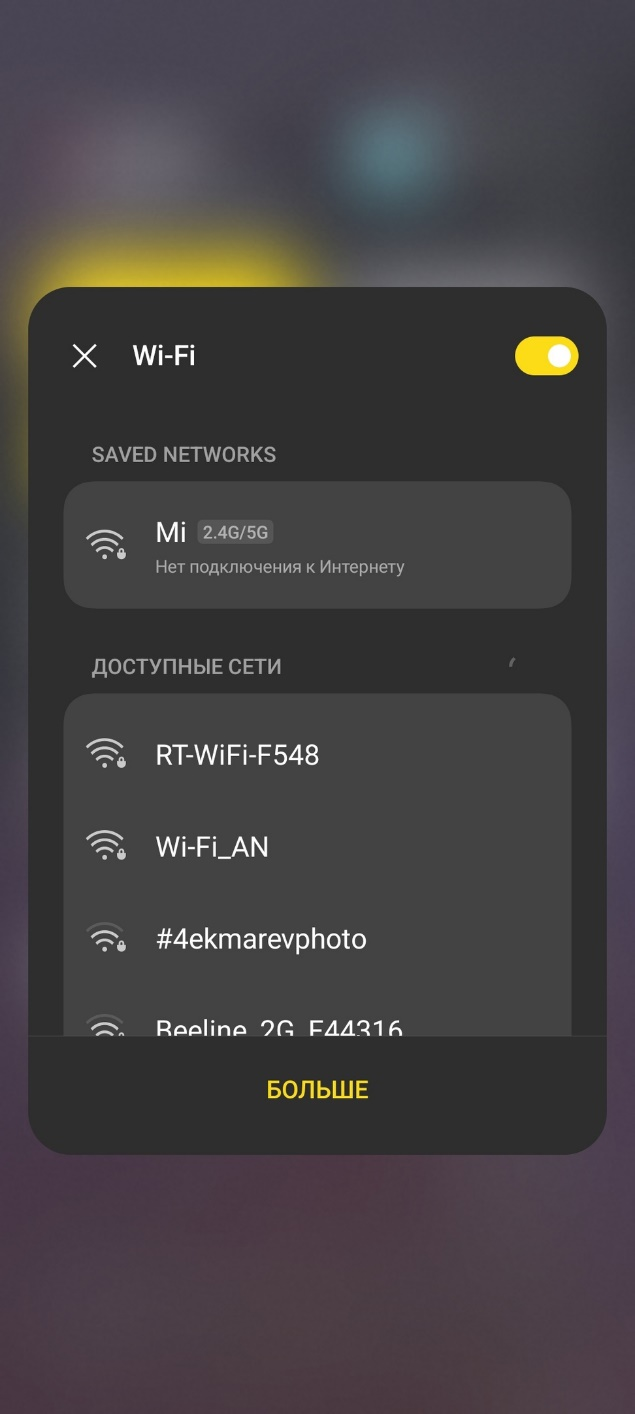 Wi-Fi
SAVED NETWORKS
Mi 2.4G/5G
Нет подключения к Интернету
ДОСТУПНЫЕ СЕТИ
RT-WiFi-F548
Wi-Fi_AN
#4ekmarevphoto
Beeline_2G_F44316
БОЛЬШЕ